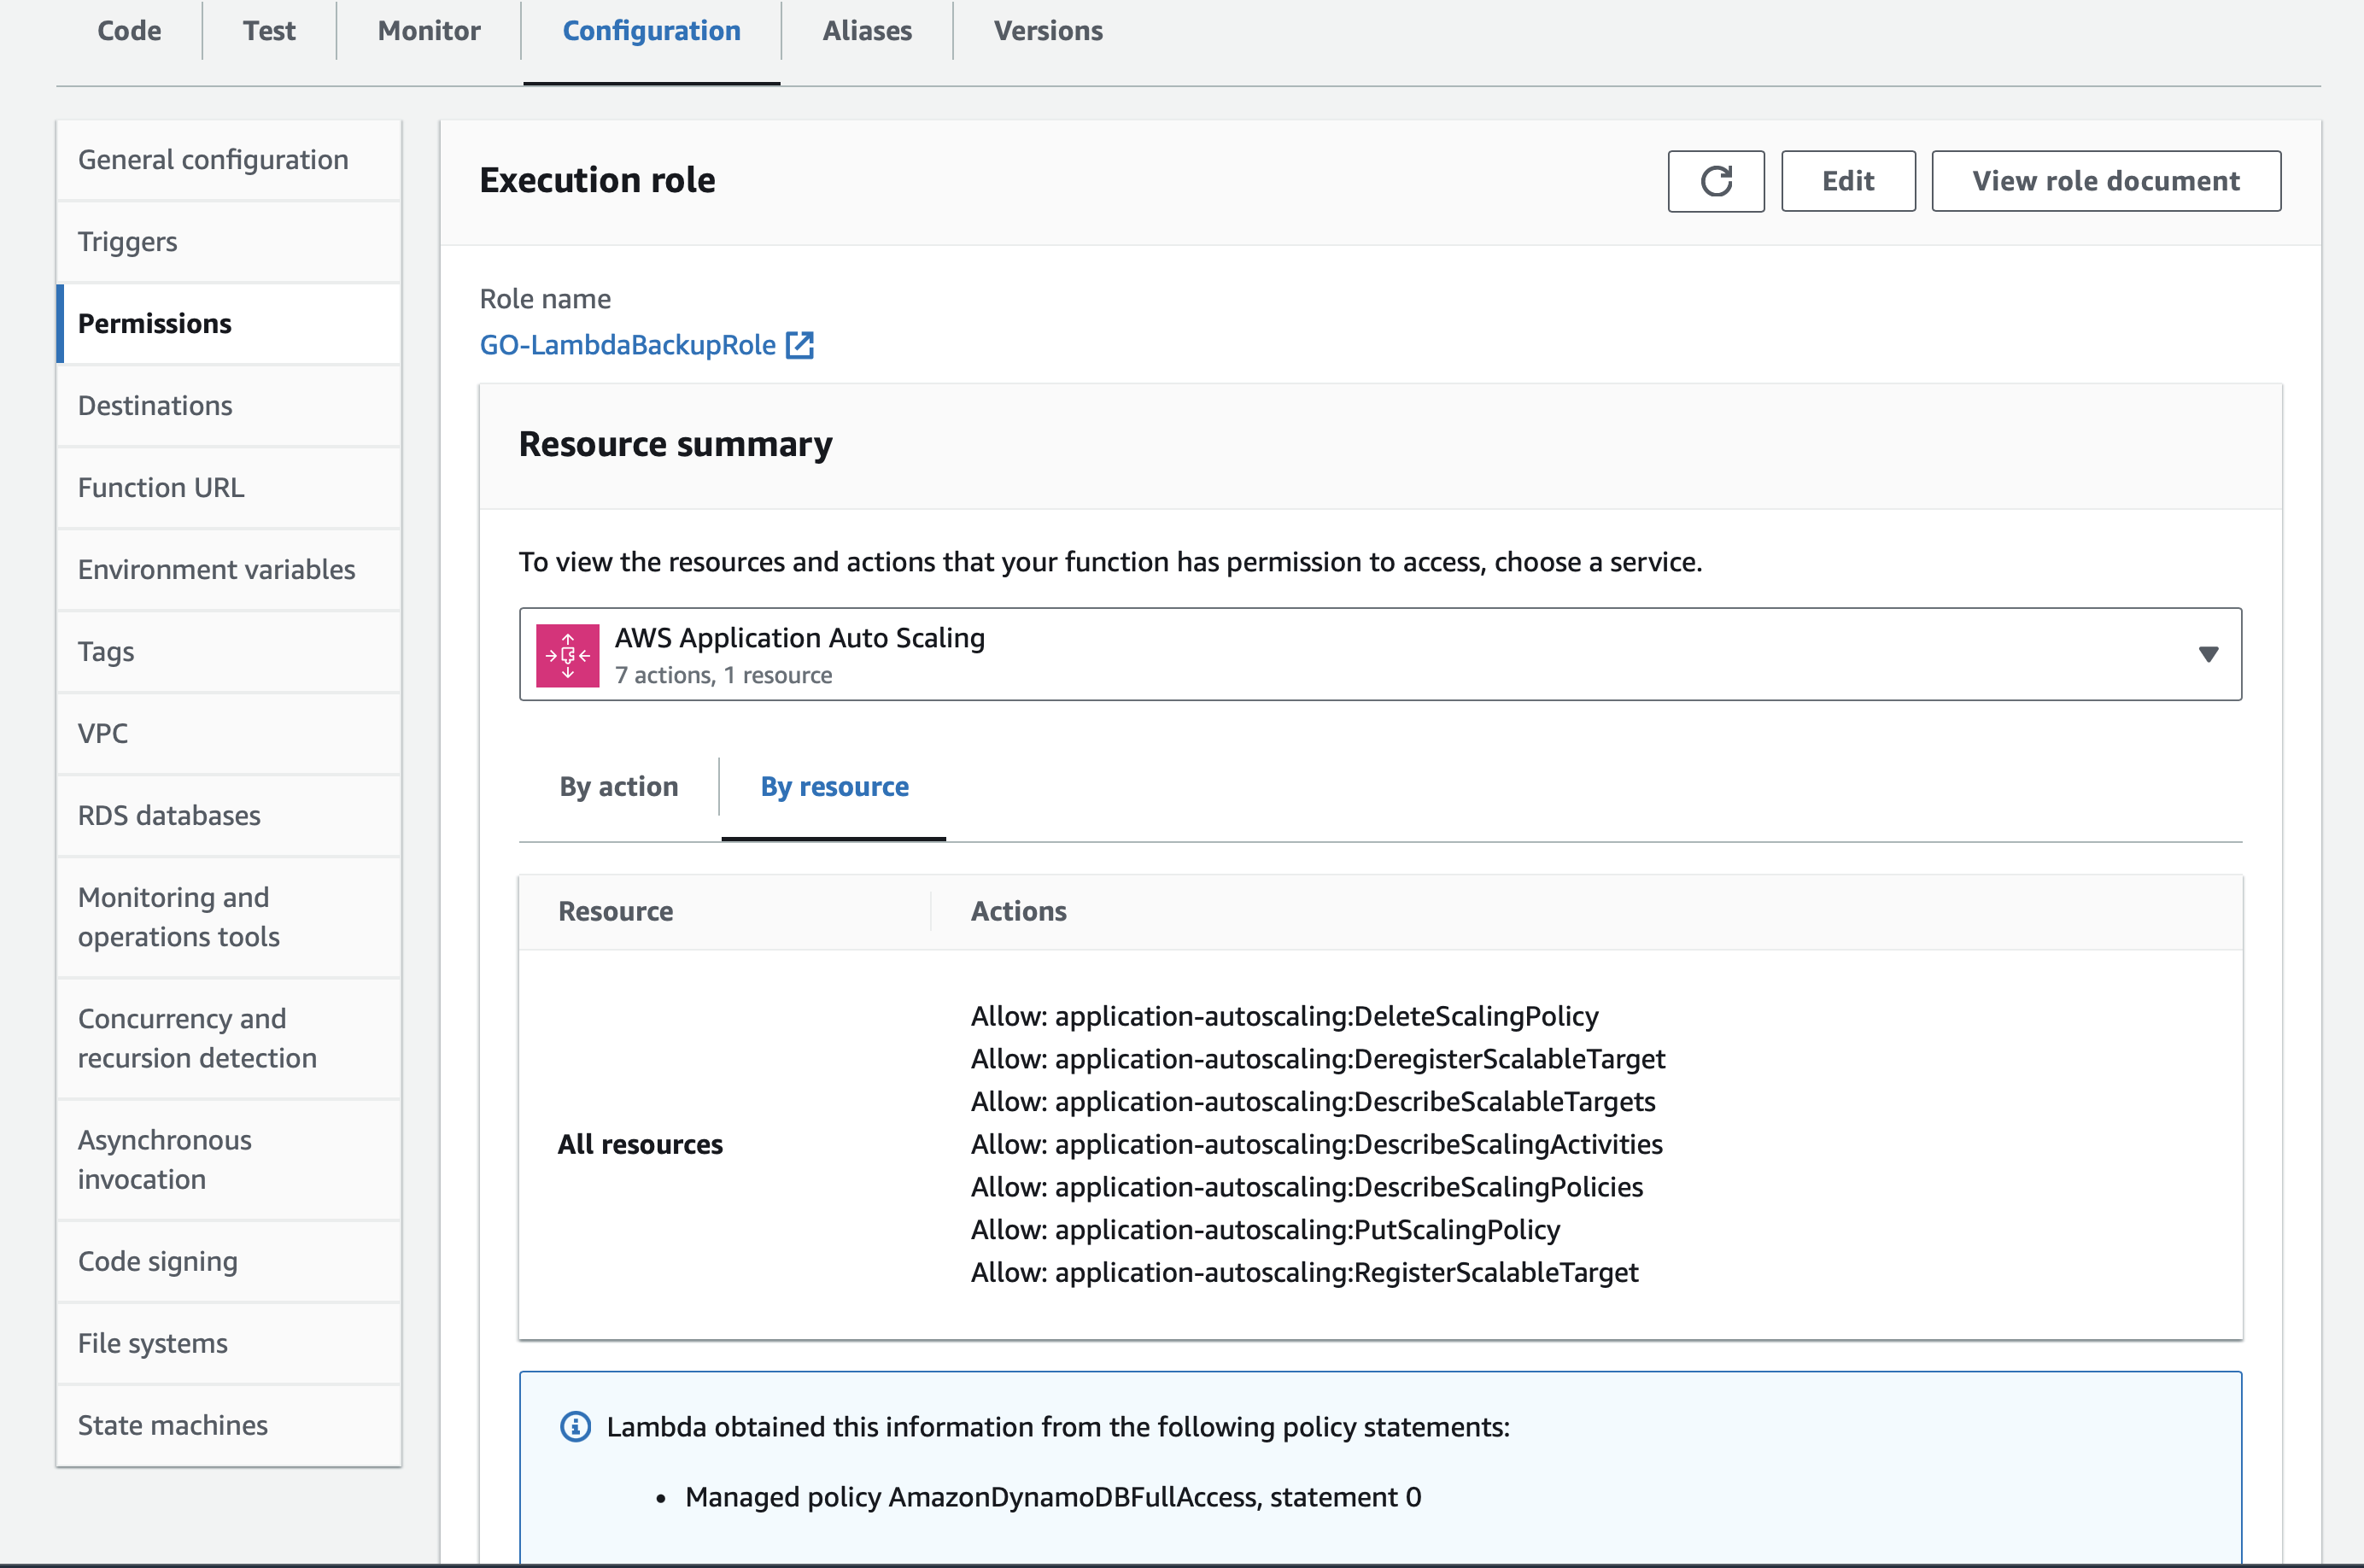 Code
Test
Monitor
Configuration
Aliases
Versions
General configuration
Triggers
Permissions
Destinations
Function URL
Environment variables
Tags
VPC
RDS databases
Monitoring and
operations tools
Concurrency and
recursion detection
Asynchronous
invocation
Code signing
File systems
State machines
Execution role
Edit
View role document
Role name
GO-LambdaBackupRole
Resource summary
To view the resources and actions that your function has permission to access, choose a service.
AWS Application Auto Scaling
7 actions, 1 resource
By action
By resource
Resource
Actions
All resources
Allow: application-autoscaling:DeleteScalingPolicy
Allow: application-autoscaling:DeregisterScalableTarget
Allow: application-autoscaling:DescribeScalableTargets
Allow: application-autoscaling:DescribeScalingActivities
Allow: application-autoscaling:DescribeScalingPolicies
Allow: application-autoscaling:PutScalingPolicy
Allow: application-autoscaling:RegisterScalableTarget
Lambda obtained this information from the following policy statements:
• Managed policy AmazonDynamoDBFullAccess, statement 0